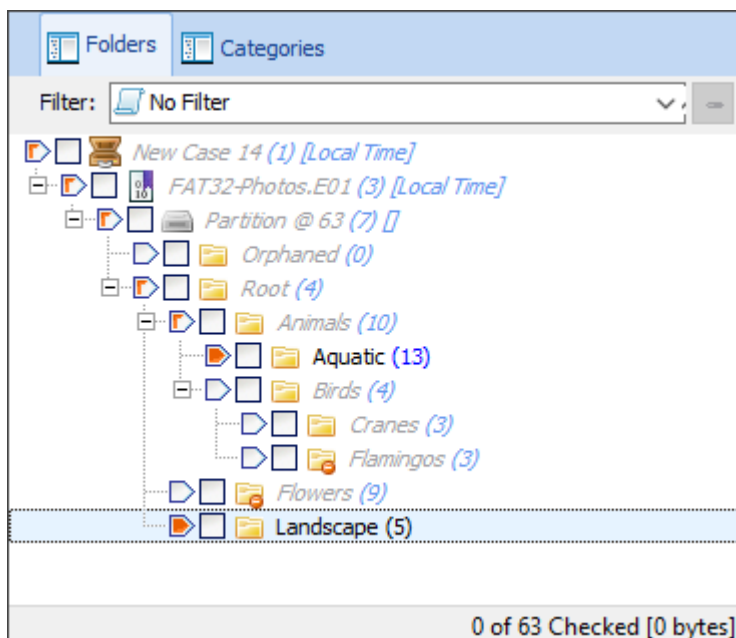 Folders Categories
Filter: No Filter
New Case 14 (1) [Local Time]
FAT32-Photos.E01 (3) [Local Time]
Partition @ 63 (7) []
Orphaned (0)
Root (4)
Animals (10)
Aquatic (13)
Birds (4)
Cranes (3)
Flamingos (3)
Flowers (9)
Landscape (5)
0 of 63 Checked [0 bytes]